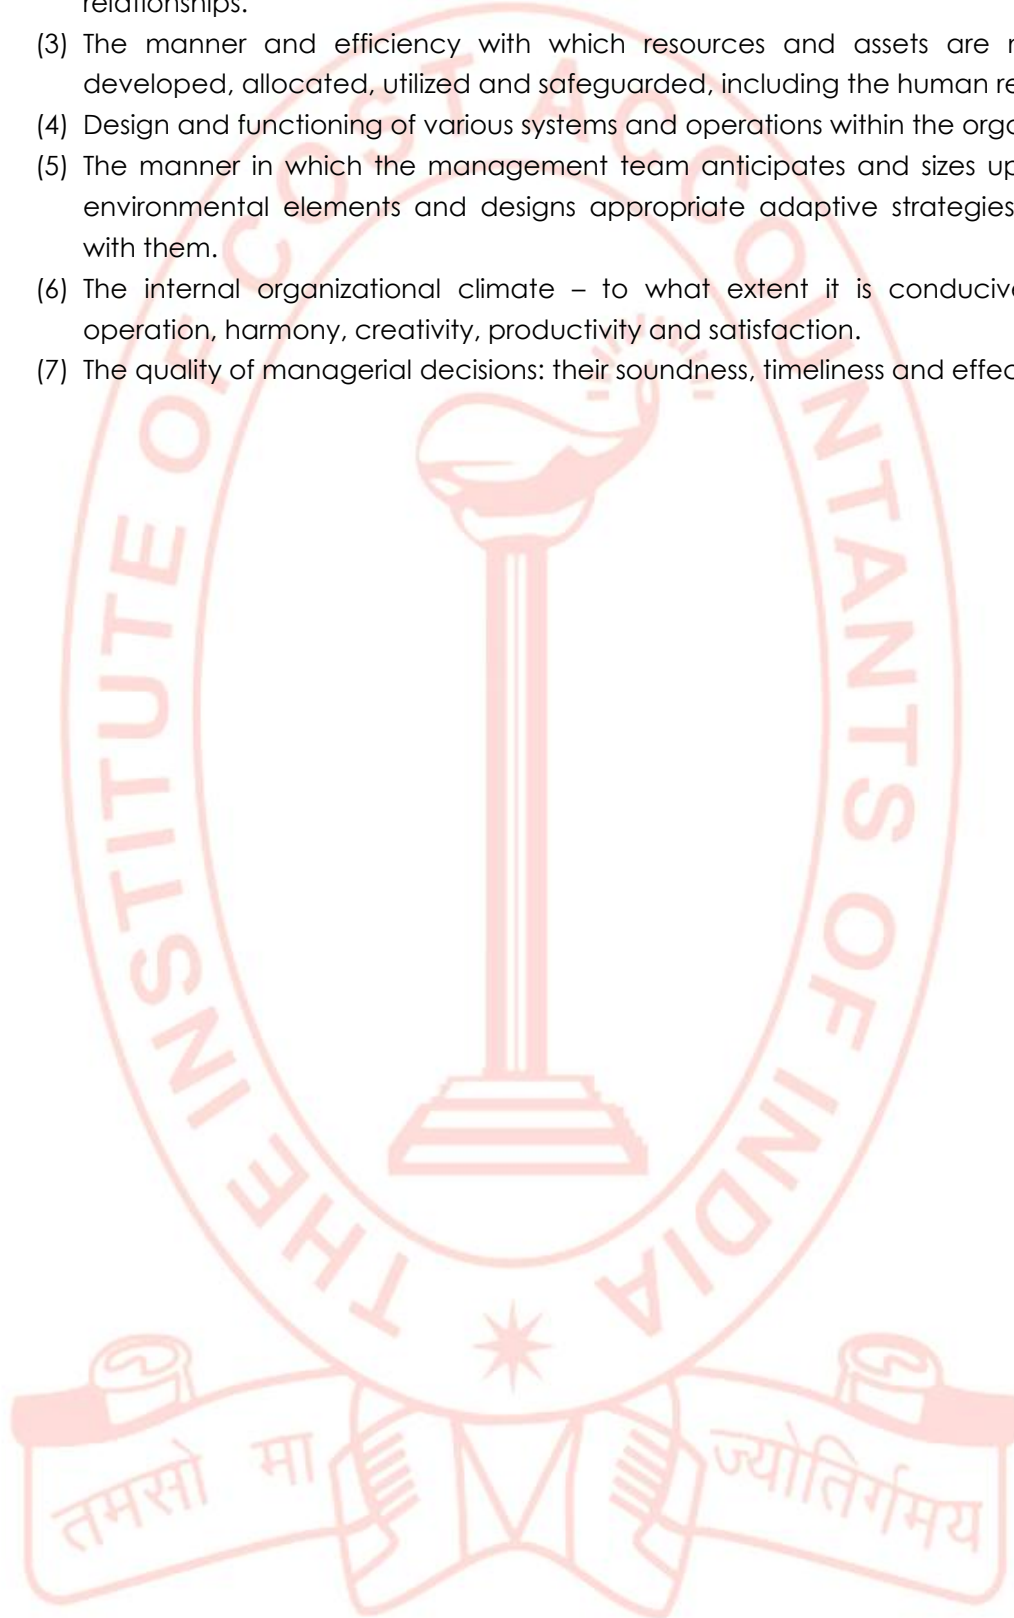 relationships.
(3) The manner and efficiency with which resources and assets are
developed, allocated, utilized and safeguarded, including the human
(4) Design and functioning of various systems and operations within the
(5) The manner in which the management team anticipates and sizes up
environmental elements and designs appropriate adaptive strategies
with them.
(6) The internal organizational climate – to what extent it is
operation, harmony, creativity, productivity and satisfaction.
(7) The quality of managerial decisions: their soundness, timeliness and
THE INSTITUTE OF COST ACCOUNTANTS OF INDIA
तमसो मा ज्योतिर्गमय